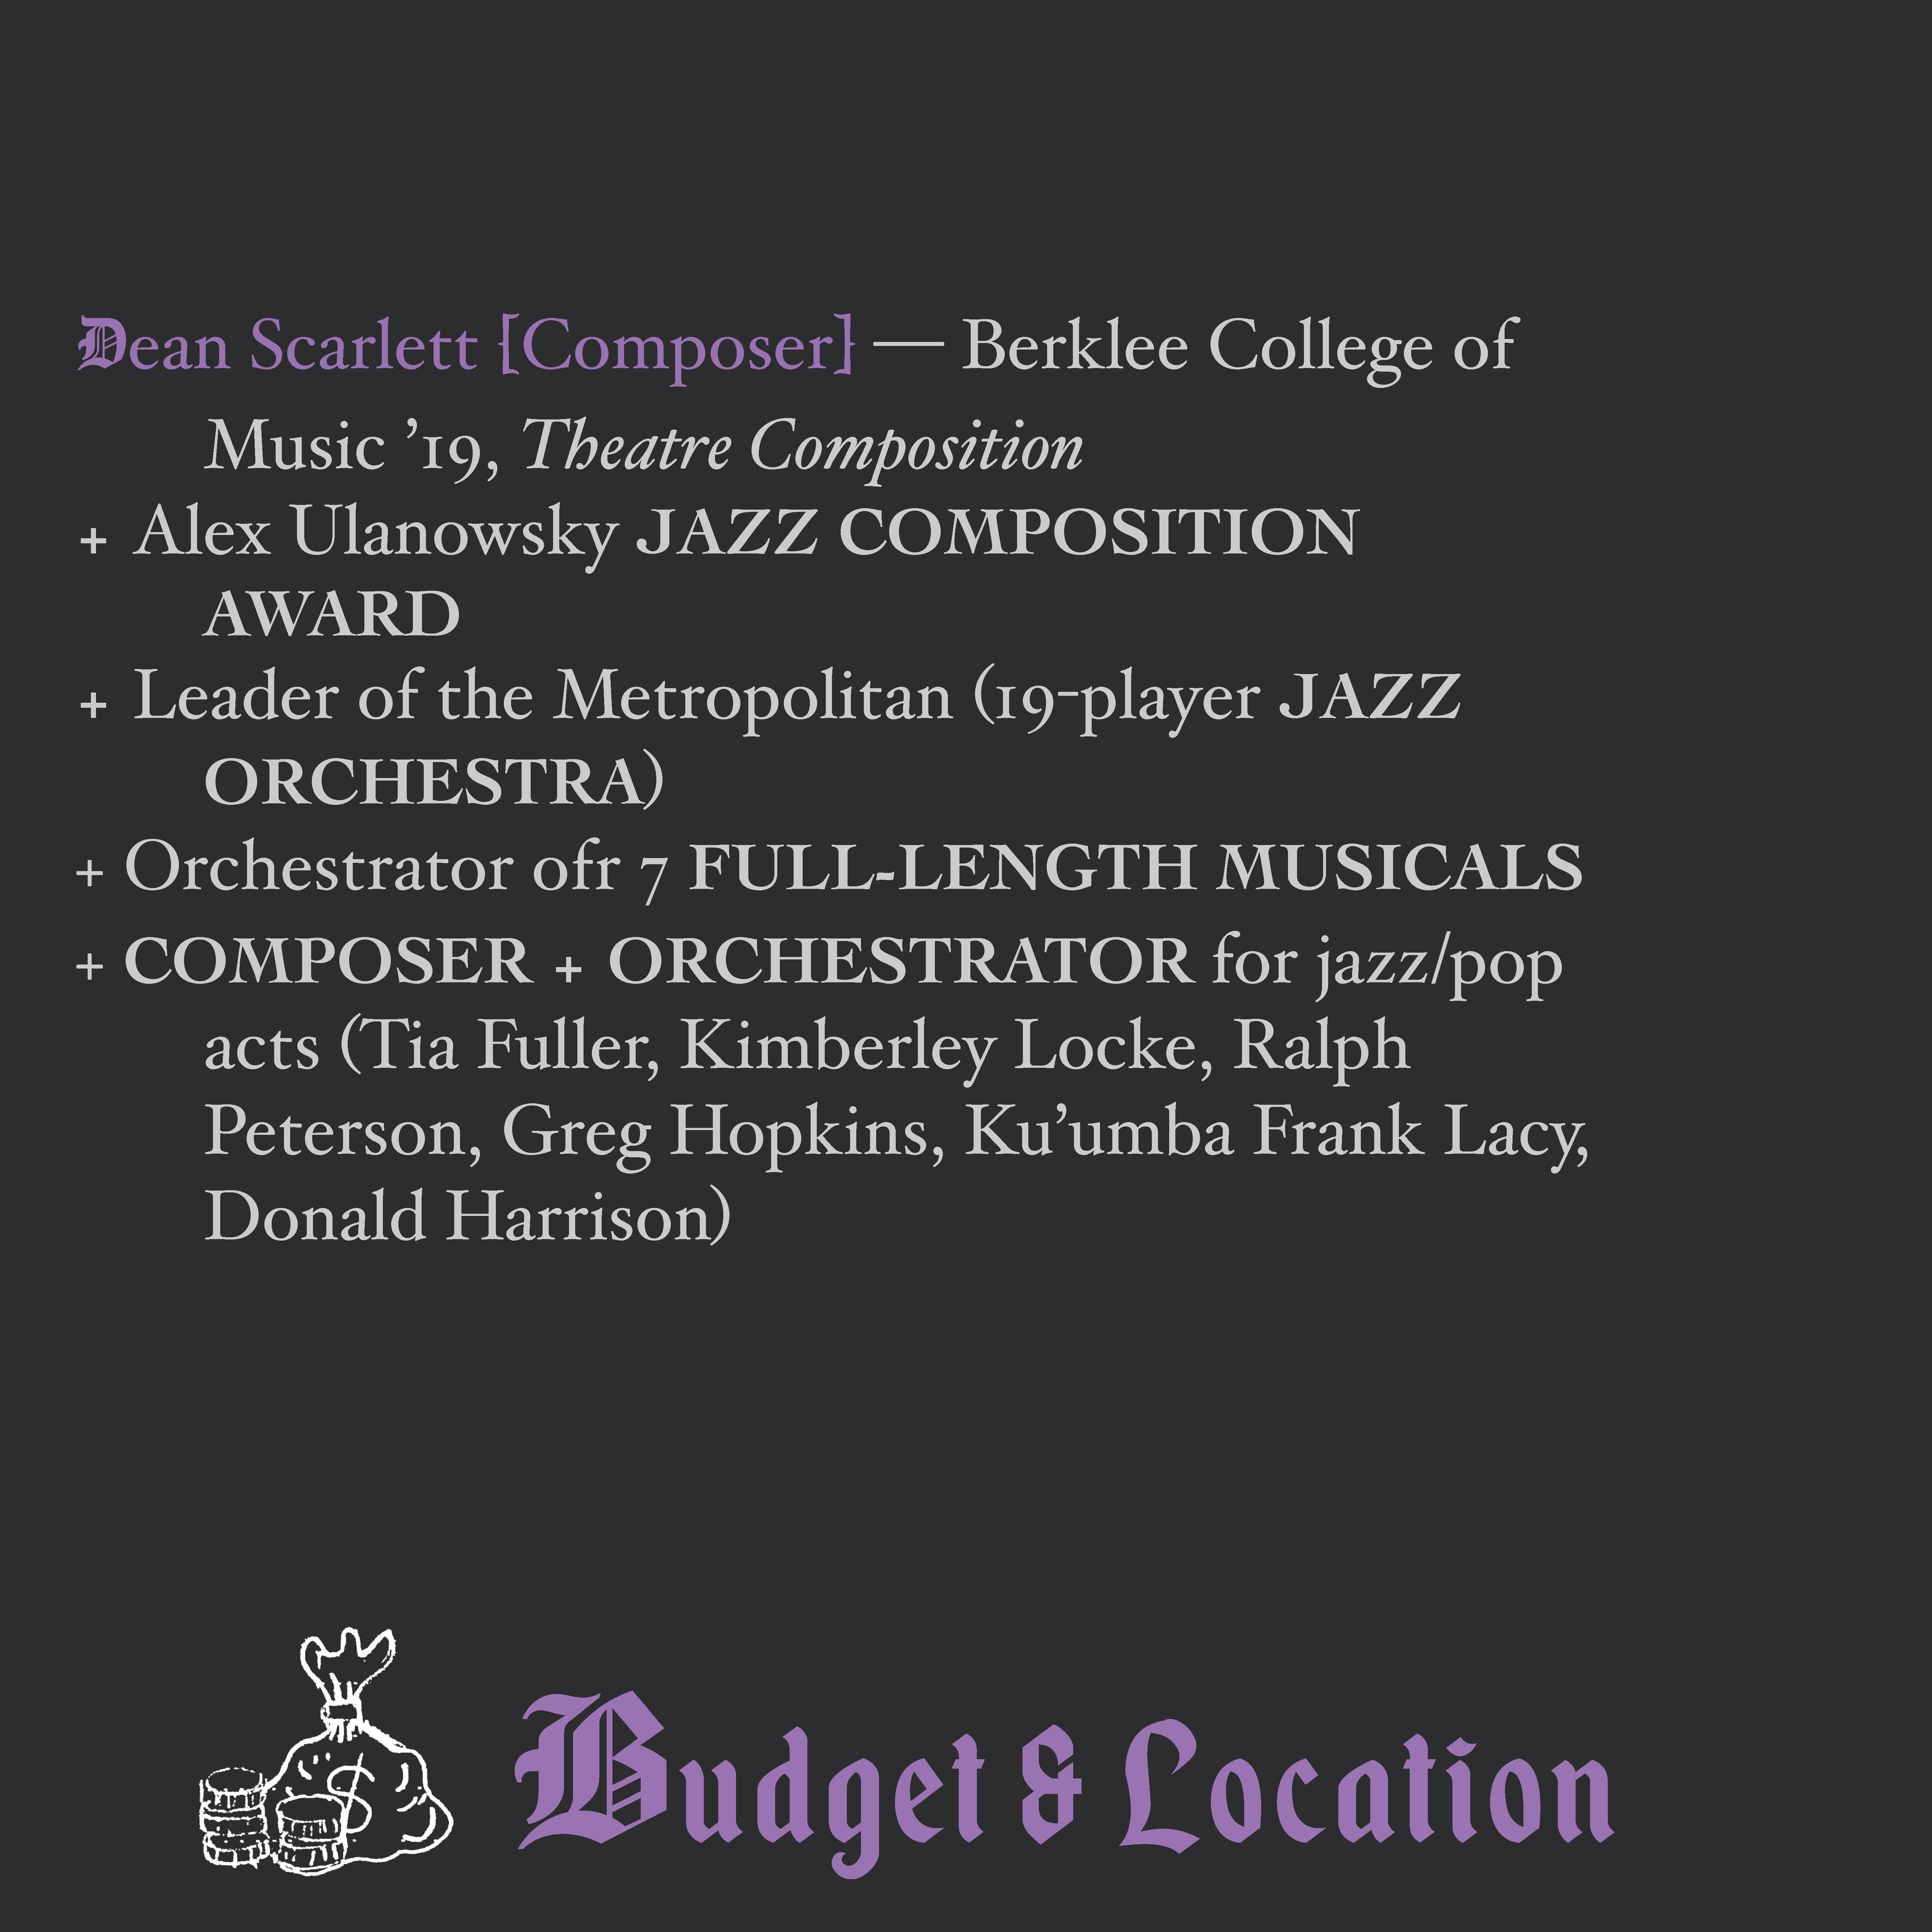 Dean Scarlett [Composer] — Berklee College of
Music ’19, Theatre Composition
+ Alex Ulanowsky JAZZ COMPOSITION
AWARD
+ Leader of the Metropolitan (19-player JAZZ
ORCHESTRA)
+ Orchestrator ofr 7 FULL-LENGTH MUSICALS
+ COMPOSER + ORCHESTRATOR for jazz/pop
acts (Tia Fuller, Kimberley Locke, Ralph
Peterson, Greg Hopkins, Ku’umba Frank Lacy,
Donald Harrison)
Budget & Location